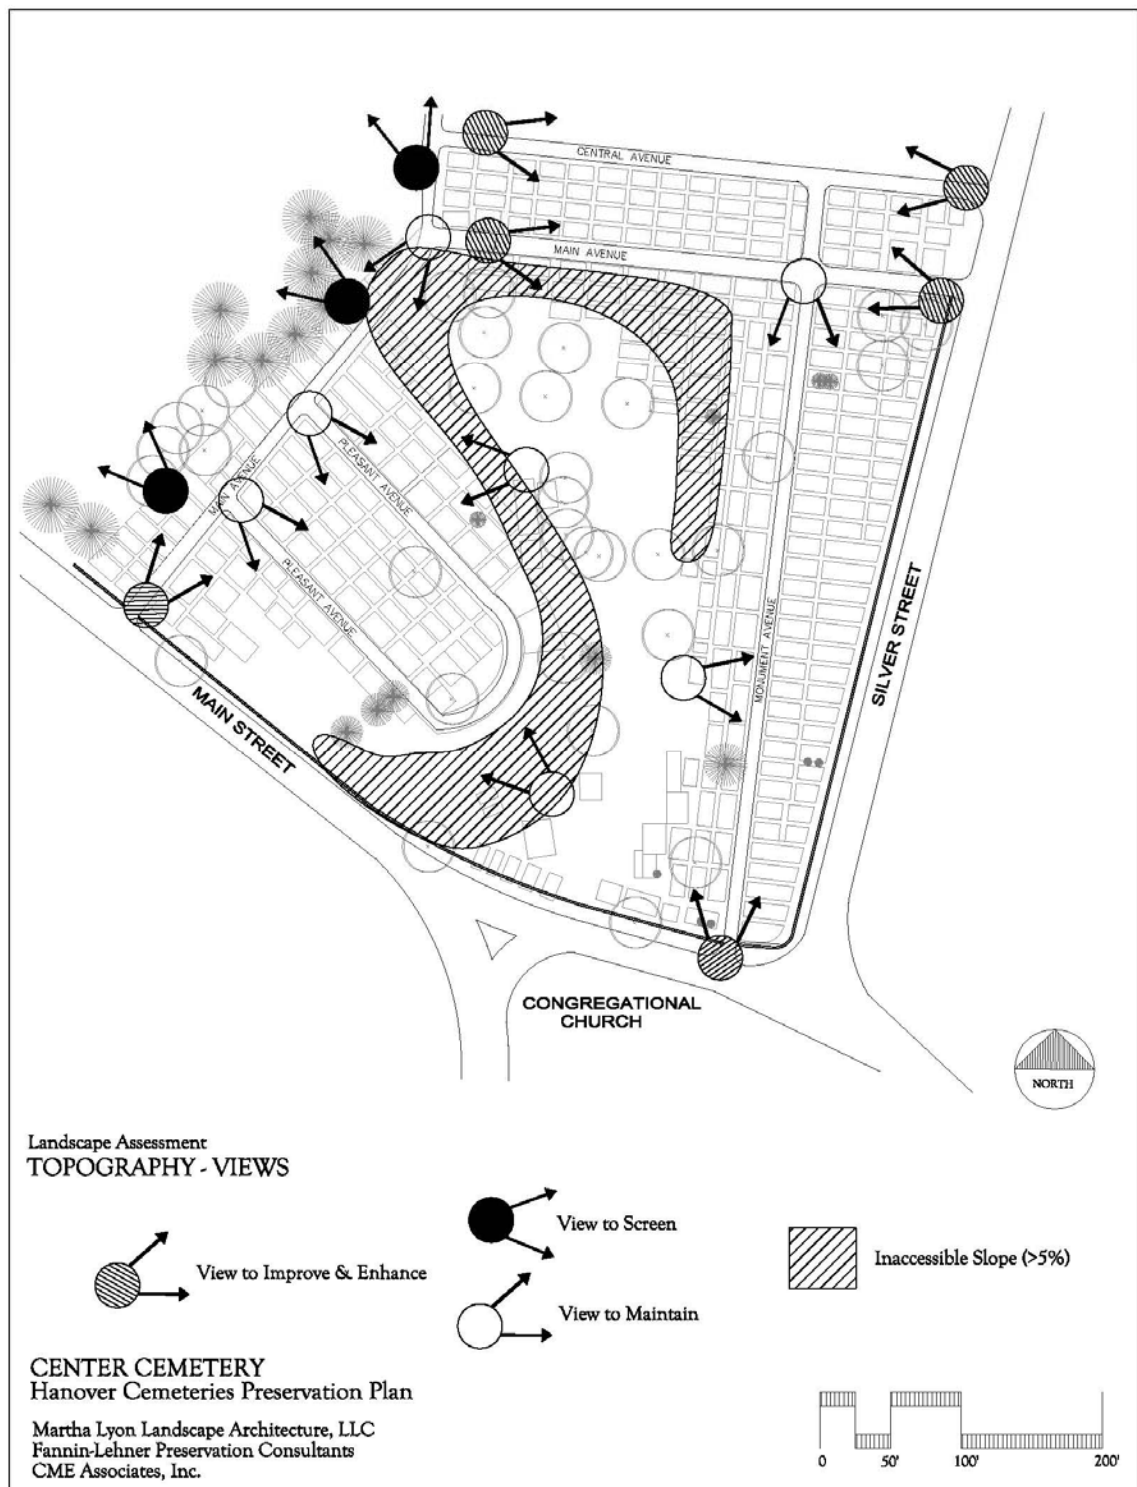 CENTRAL AVENUE
MAIN AVENUE
PLEASANT AVENUE
MAIN AVENUE
PLEASANT AVENUE
MONUMENT AVENUE
SILVER STREET
MAIN STREET
CONGREGATIONAL
CHURCH
NORTH
Landscape Assessment
TOPOGRAPHY - VIEWS
View to Improve & Enhance
View to Screen
View to Maintain
Inaccessible Slope (>5%)
CENTER CEMETERY
Hanover Cemeteries Preservation Plan
Martha Lyon Landscape Architecture, LLC
Fannin-Lehner Preservation Consultants
CME Associates, Inc.
0 50' 100' 200'